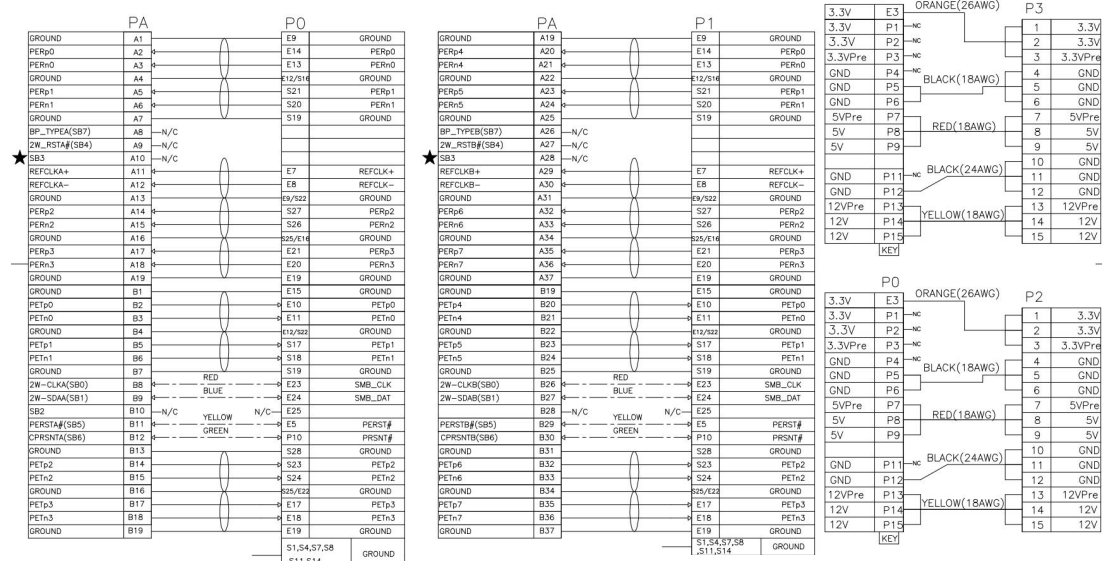 PA P0
GROUND A1 E9 GROUND
PERp0 A2 E14 PERp0
PERn0 A3 E13 PERn0
GROUND A4 E12/S16 GROUND
PERp1 A5 S21 PERp1
PERn1 A6 S20 PERn1
GROUND A7 S19 GROUND
BP_TYPEA(SB7) A8 N/C
2W_RSTA#(SB4) A9 N/C
★ SB3 A10 N/C
REFCLKA+ A11 E7 REFCLK+
REFCLKA− A12 E8 REFCLK−
GROUND A13 E9/S22 GROUND
PERp2 A14 S27 PERp2
PERn2 A15 S26 PERn2
GROUND A16 S25/E16 GROUND
PERp3 A17 E21 PERp3
PERn3 A18 E20 PERn3
GROUND A19 E19 GROUND
GROUND B1 E15 GROUND
PETp0 B2 E10 PETp0
PETn0 B3 E11 PETn0
GROUND B4 E12/S22 GROUND
PETp1 B5 S17 PETp1
PETn1 B6 S18 PETn1
GROUND B7 S19 GROUND
2W−CLKA(SB0) B8 RED E23 SMB_CLK
2W−SDAA(SB1) B9 BLUE E24 SMB_DAT
SB2 B10 N/C N/C E25
PERSTA#(SB5) B11 YELLOW E5 PERST#
CPRSNTA(SB6) B12 GREEN P10 PRSNT#
GROUND B13 S28 GROUND
PETp2 B14 S23 PETp2
PETn2 B15 S24 PETn2
GROUND B16 S25/E22 GROUND
PETp3 B17 E17 PETp3
PETn3 B18 E18 PETn3
GROUND B19 E19 GROUND
S1,S4,S7,S8 GROUND
,S11,S14
PA P1
GROUND A19 E9 GROUND
PERp4 A20 E14 PERp0
PERn4 A21 E13 PERn0
GROUND A22 E12/S16 GROUND
PERp5 A23 S21 PERp1
PERn5 A24 S20 PERn1
GROUND A25 S19 GROUND
BP_TYPEB(SB7) A26 N/C
2W_RSTB#(SB4) A27 N/C
★ SB3 A28 N/C
REFCLKB+ A29 E7 REFCLK+
REFCLKB− A30 E8 REFCLK−
GROUND A31 E9/S22 GROUND
PERp6 A32 S27 PERp2
PERn6 A33 S26 PERn2
GROUND A34 S25/E16 GROUND
PERp7 A35 E21 PERp3
PERn7 A36 E20 PERn3
GROUND A37 E19 GROUND
GROUND B19 E15 GROUND
PETp4 B20 E10 PETp0
PETn4 B21 E11 PETn0
GROUND B22 E12/S22 GROUND
PETp5 B23 S17 PETp1
PETn5 B24 S18 PETn1
GROUND B25 S19 GROUND
2W−CLKB(SB0) B26 RED E23 SMB_CLK
2W−SDAB(SB1) B27 BLUE E24 SMB_DAT
B28 N/C N/C E25
PERSTB#(SB5) B29 YELLOW E5 PERST#
CPRSNTB(SB6) B30 GREEN P10 PRSNT#
GROUND B31 S28 GROUND
PETp6 B32 S23 PETp2
PETn6 B33 S24 PETn2
GROUND B34 S25/E22 GROUND
PETp7 B35 E17 PETp3
PETn7 B36 E18 PETn3
GROUND B37 E19 GROUND
S1,S4,S7,S8 GROUND
,S11,S14
ORANGE(26AWG) P3
3.3V E3
3.3V P1 NC 1 3.3V
3.3V P2 NC 2 3.3V
3.3VPre P3 NC 3 3.3VPre
GND P4 NC BLACK(18AWG) 4 GND
GND P5 5 GND
GND P6 6 GND
5VPre P7 7 5VPre
5V P8 RED(18AWG) 8 5V
5V P9 9 5V
BLACK(24AWG) 10 GND
GND P11 NC 11 GND
GND P12 12 GND
12VPre P13 YELLOW(18AWG) 13 12VPre
12V P14 14 12V
12V P15 15 12V
KEY
P0
ORANGE(26AWG) P2
3.3V E3
3.3V P1 NC 1 3.3V
3.3V P2 NC 2 3.3V
3.3VPre P3 NC 3 3.3VPre
GND P4 NC BLACK(18AWG) 4 GND
GND P5 5 GND
GND P6 6 GND
5VPre P7 7 5VPre
5V P8 RED(18AWG) 8 5V
5V P9 9 5V
BLACK(24AWG) 10 GND
GND P11 NC 11 GND
GND P12 12 GND
12VPre P13 YELLOW(18AWG) 13 12VPre
12V P14 14 12V
12V P15 15 12V
KEY